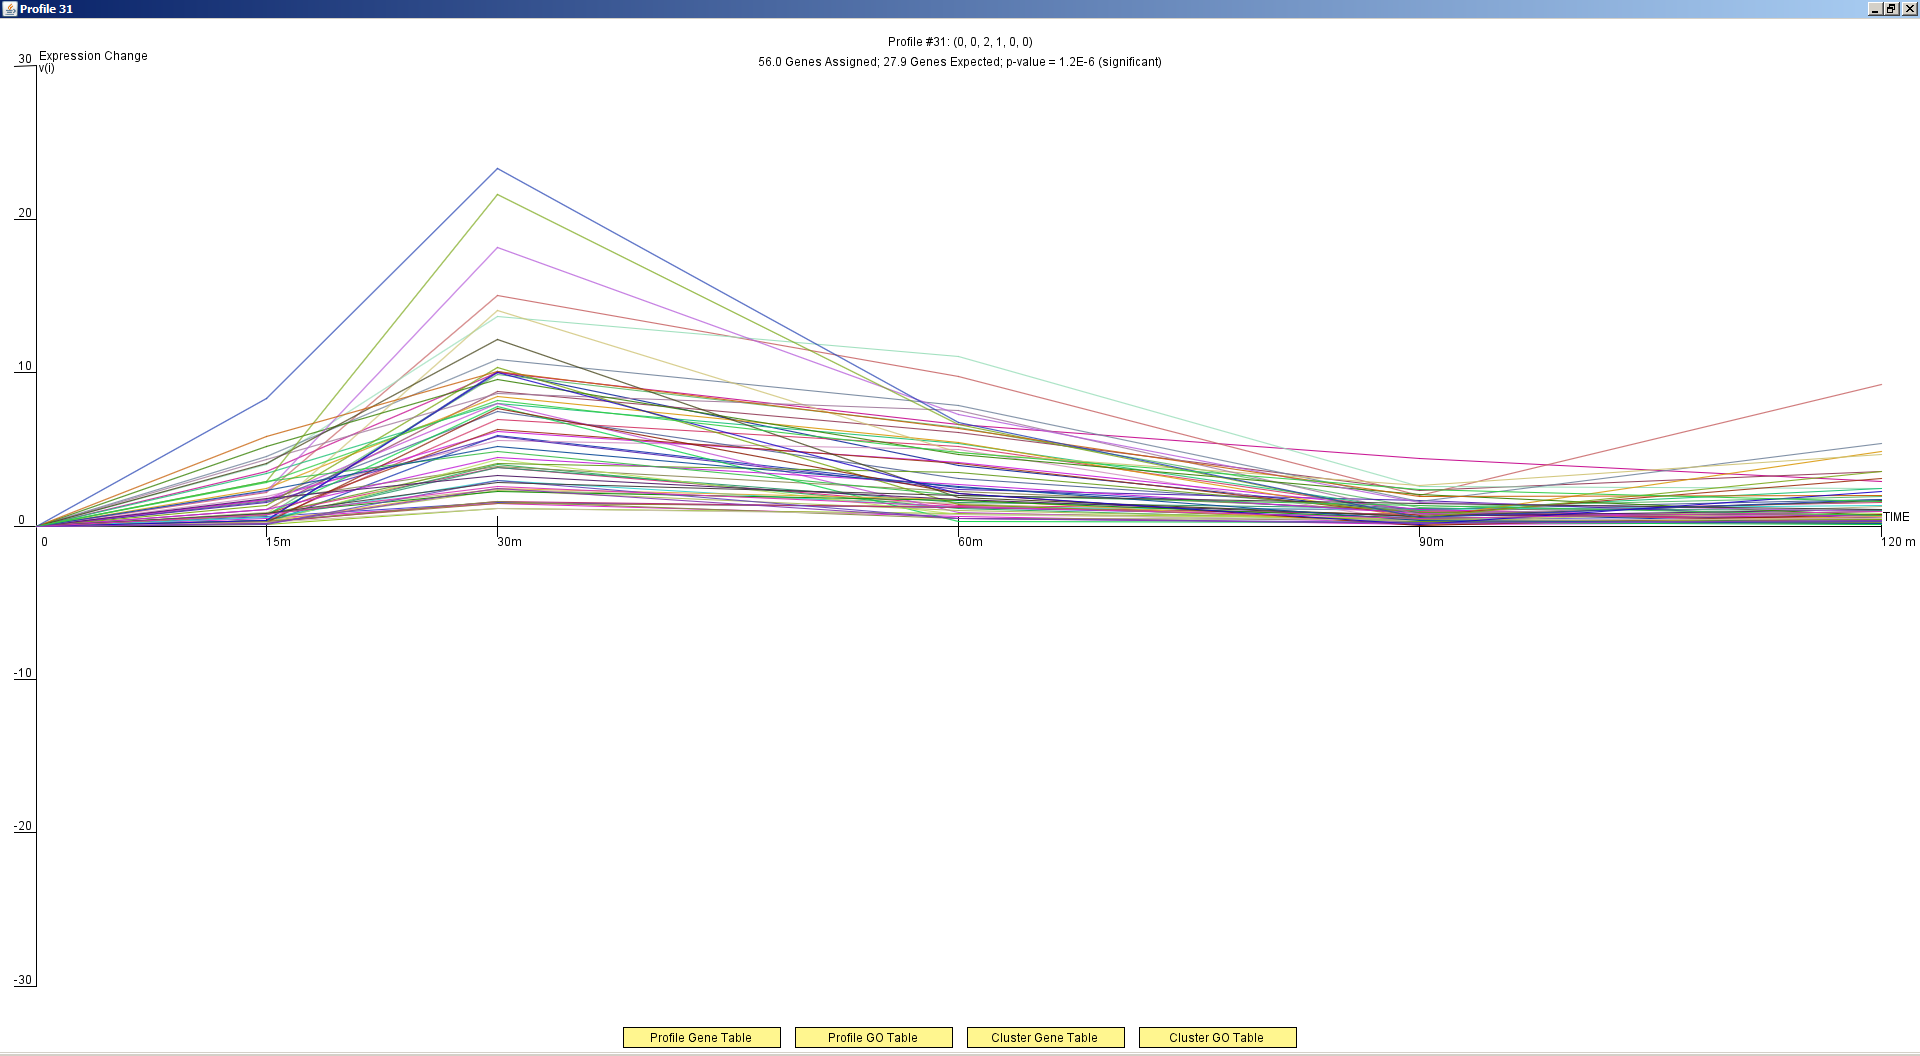 Profile 31
Profile #31: (0, 0, 2, 1, 0, 0)
56.0 Genes Assigned; 27.9 Genes Expected; p-value = 1.2E-6 (significant)
Expression Change
v(i)
30
20
10
0
-10
-20
-30
0
15m
30m
60m
90m
120 m
TIME
Profile Gene Table
Profile GO Table
Cluster Gene Table
Cluster GO Table